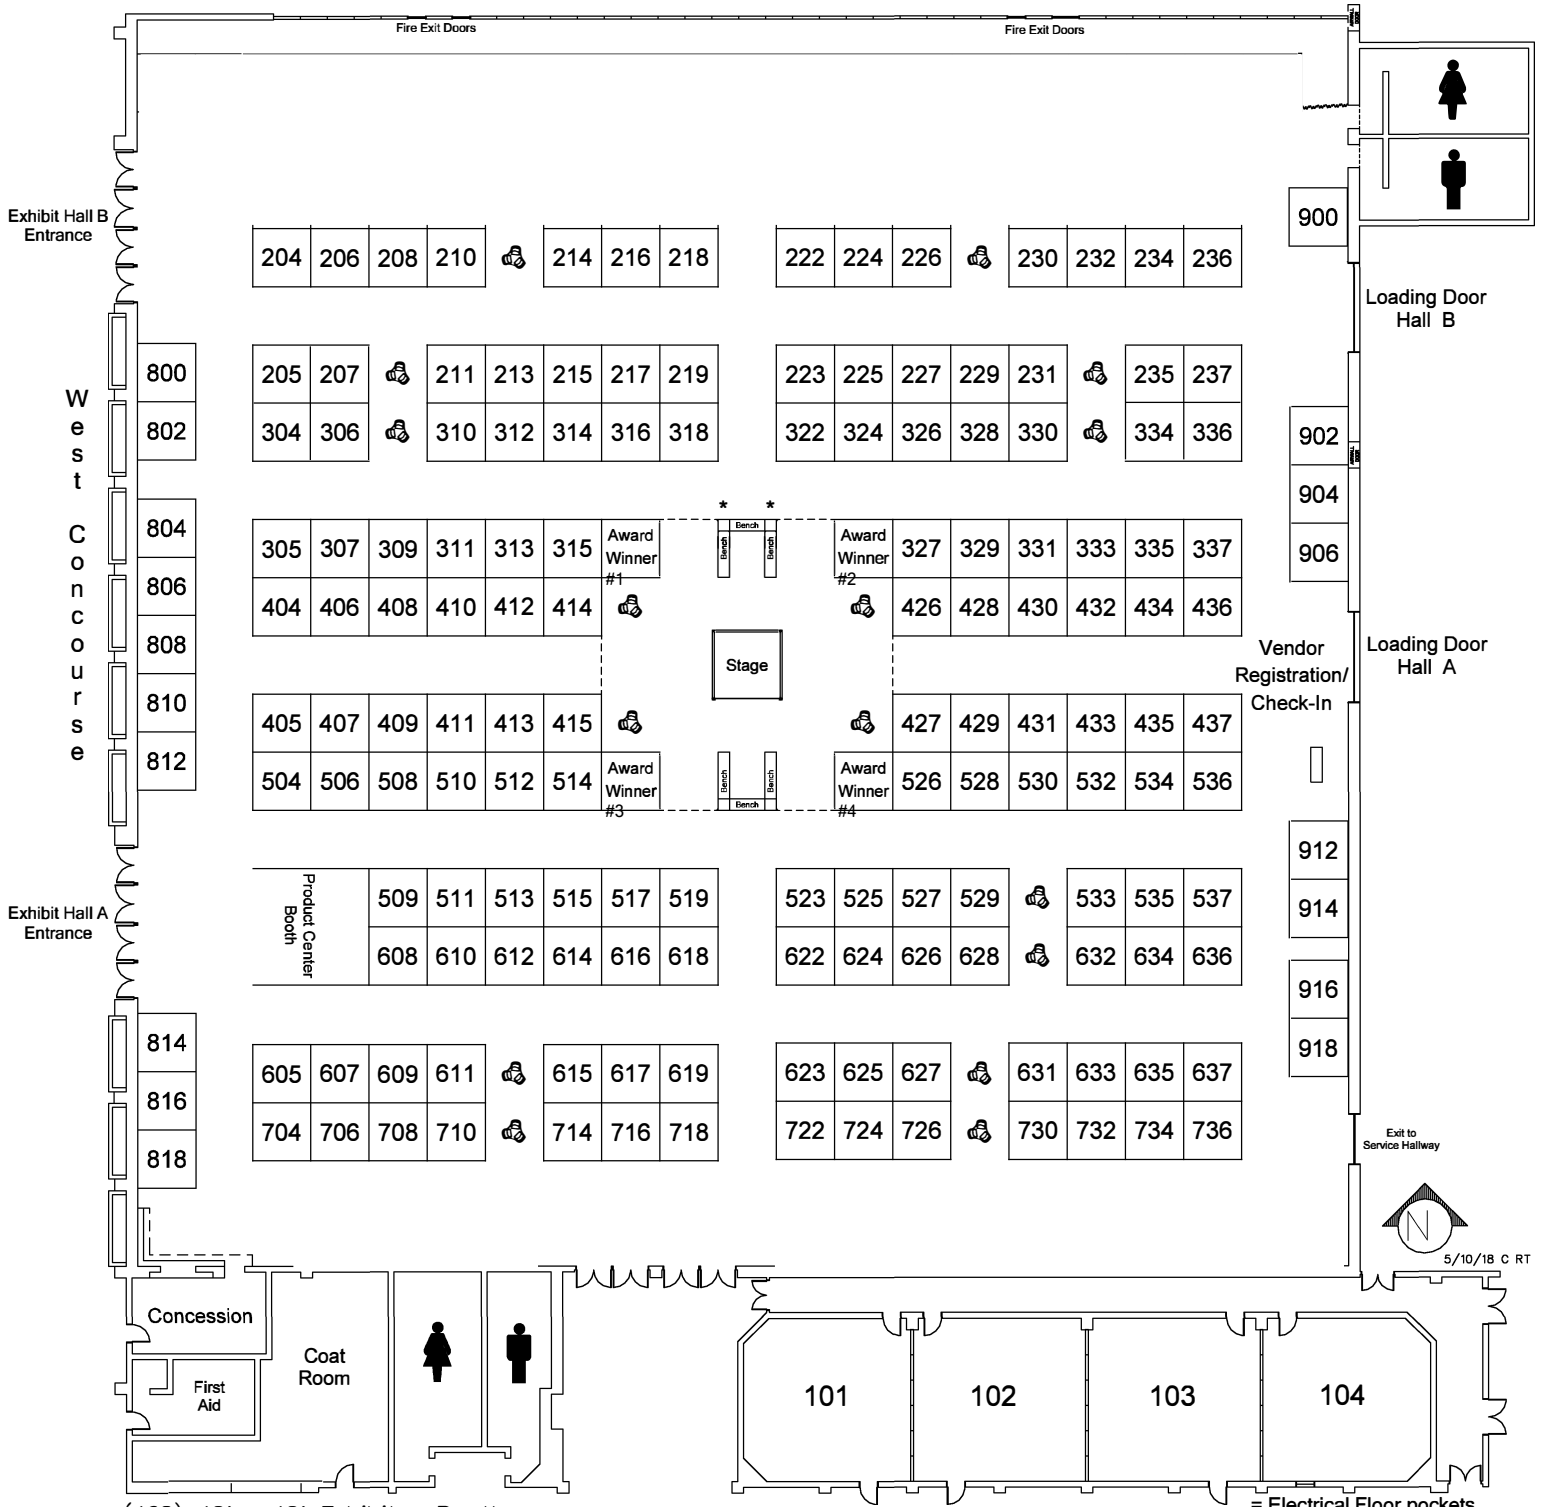 Fire Exit Doors
Fire Exit Doors
Exhibit Hall B
Entrance
900
204 206 208 210 214 216 218 222 224 226 230 232 234 236
Loading Door
Hall B
800 205 207 211 213 215 217 219 223 225 227 229 231 235 237
802 304 306 310 312 314 316 318 322 324 326 328 330 334 336 902
West Concourse
904
* *
804 305 307 309 311 313 315 Award Winner #1 Bench Bench Bench Award Winner #2 327 329 331 333 335 337 906
806 404 406 408 410 412 414 426 428 430 432 434 436
808
Stage
Vendor
Registration/
Check-In
Loading Door
Hall A
810 405 407 409 411 413 415 427 429 431 433 435 437
812 504 506 508 510 512 514 Award Winner #3 Bench Bench Bench Award Winner #4 526 528 530 532 534 536
912
Exhibit Hall A
Entrance
Product Center
Booth
509 511 513 515 517 519 523 525 527 529 533 535 537 914
608 610 612 614 616 618 622 624 626 628 632 634 636
916
814
918
605 607 609 611 615 617 619 623 625 627 631 633 635 637
816
704 706 708 710 714 716 718 722 724 726 730 732 734 736
818
Exit to
Service Hallway
N
5/10/18 C RT
Concession
Coat
Room
First
Aid
101 102 103 104
= Electrical Floor pockets